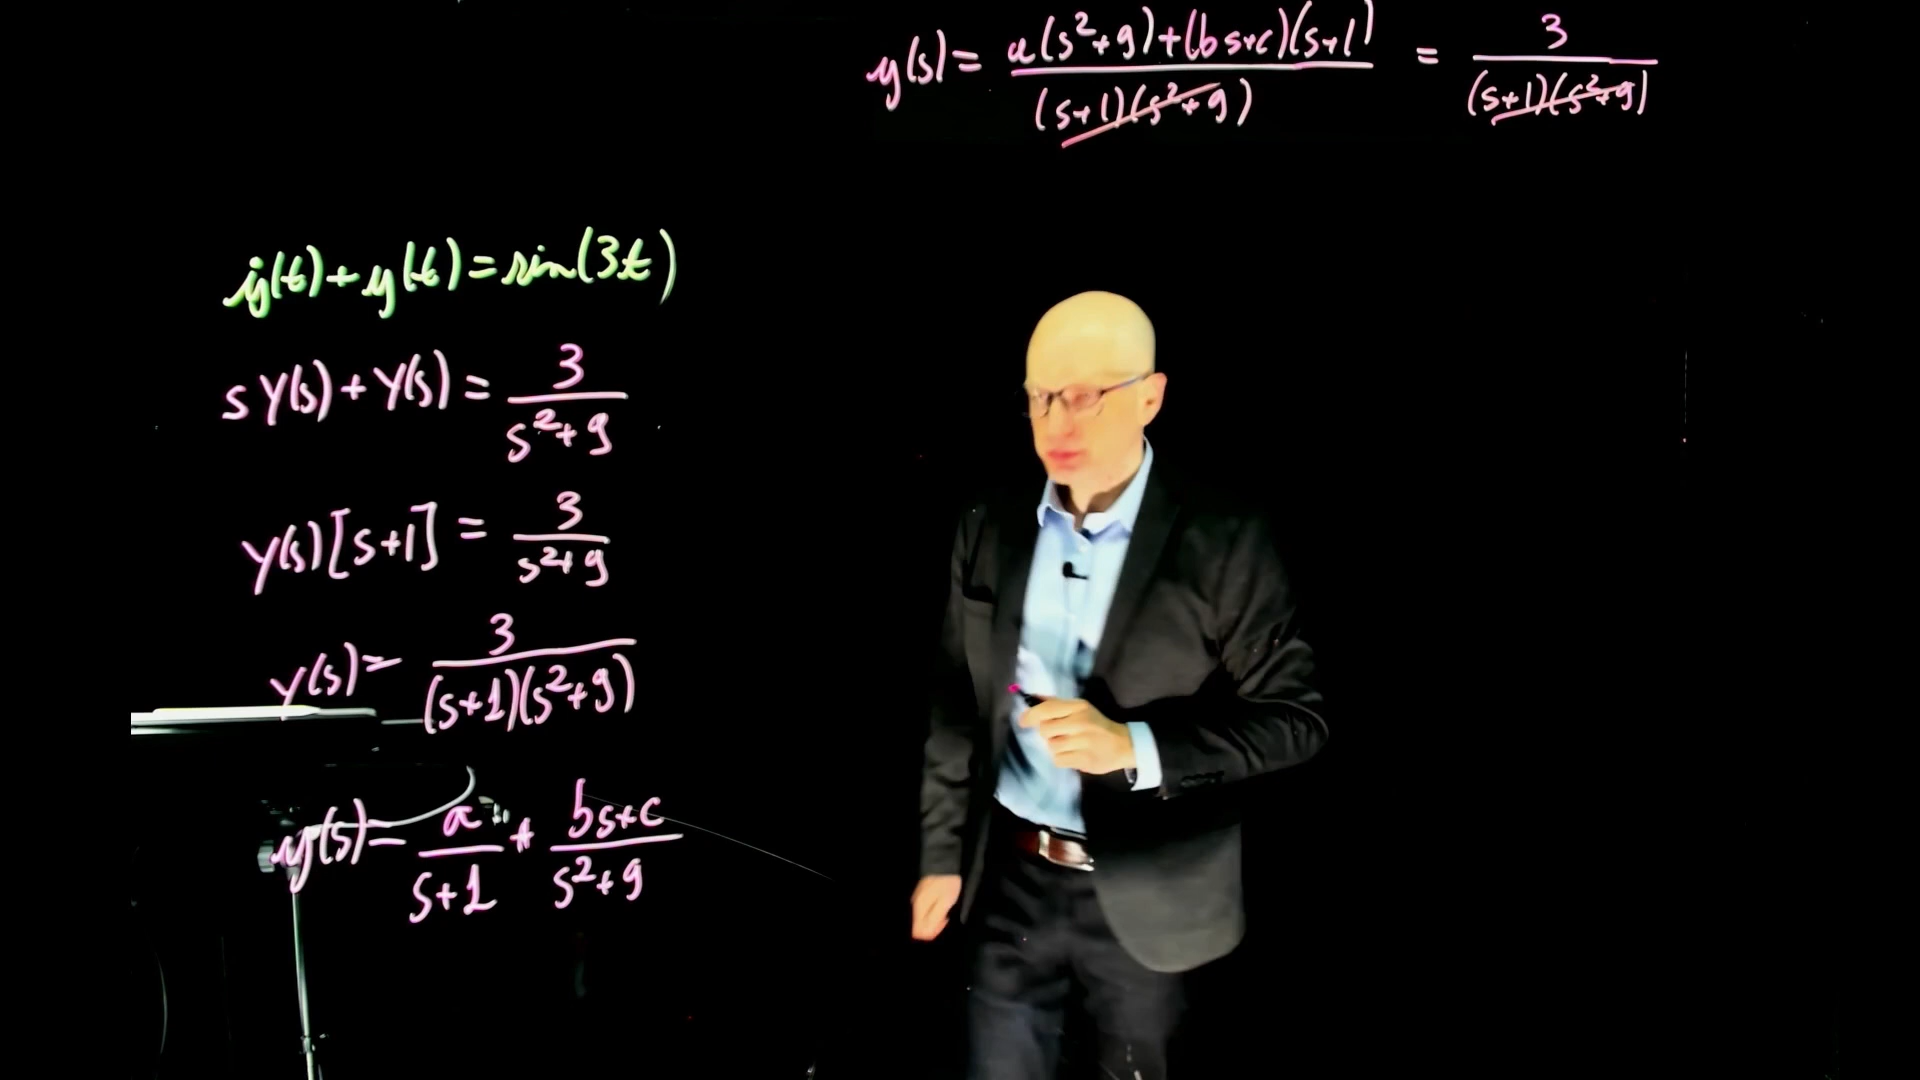 y(s) = a(s²+9)+(bs+c)(s+1) / (s+1)(s²+9) = 3 / (s+1)(s²+9)
ẏ(t)+y(t)=sin(3t)
sY(s)+Y(s) = 3 / s²+9
y(s)[s+1] = 3 / s²+9
y(s)= 3 / (s+1)(s²+9)
y(s)= a / s+1 + bs+c / s²+9